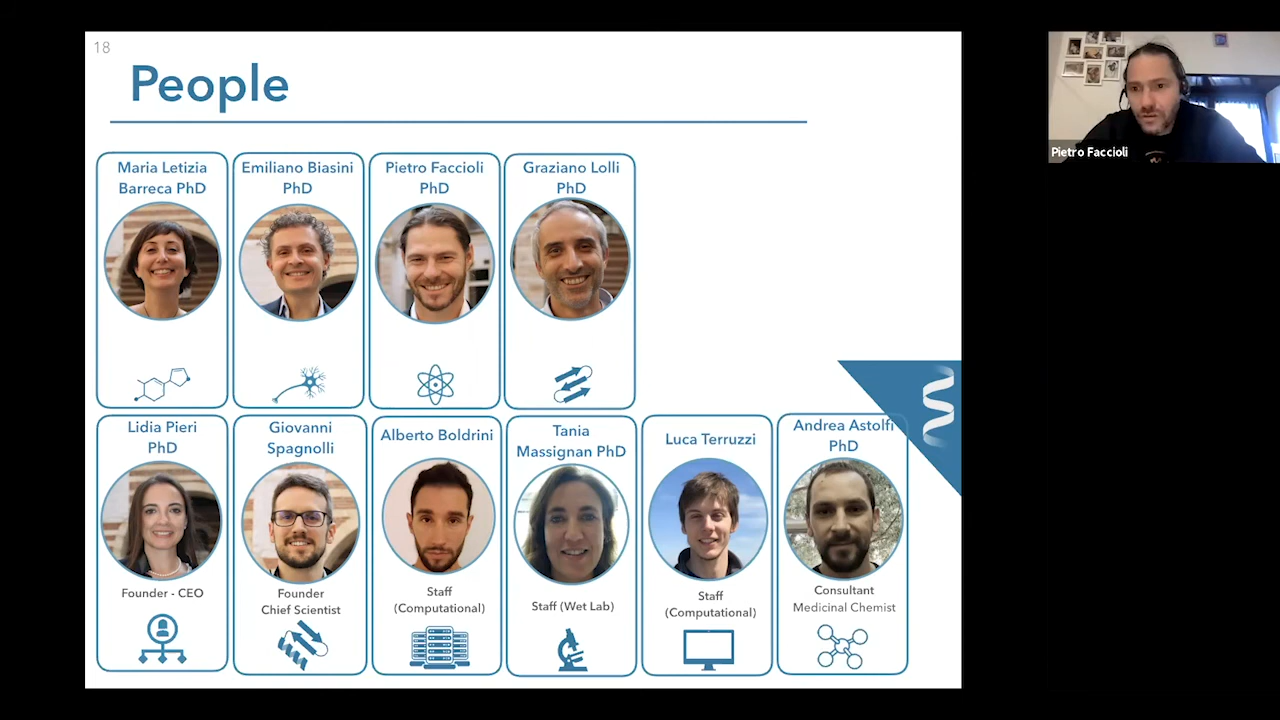 18
People
Maria Letizia
Barreca PhD
Emiliano Biasini
PhD
Pietro Faccioli
PhD
Graziano Lolli
PhD
Lidia Pieri
PhD
Founder - CEO
Giovanni
Spagnolli
Founder
Chief Scientist
Alberto Boldrini
Staff
(Computational)
Tania
Massignan PhD
Staff (Wet Lab)
Luca Terruzzi
Staff
(Computational)
Andrea Astolfi
PhD
Consultant
Medicinal Chemist
Pietro Faccioli